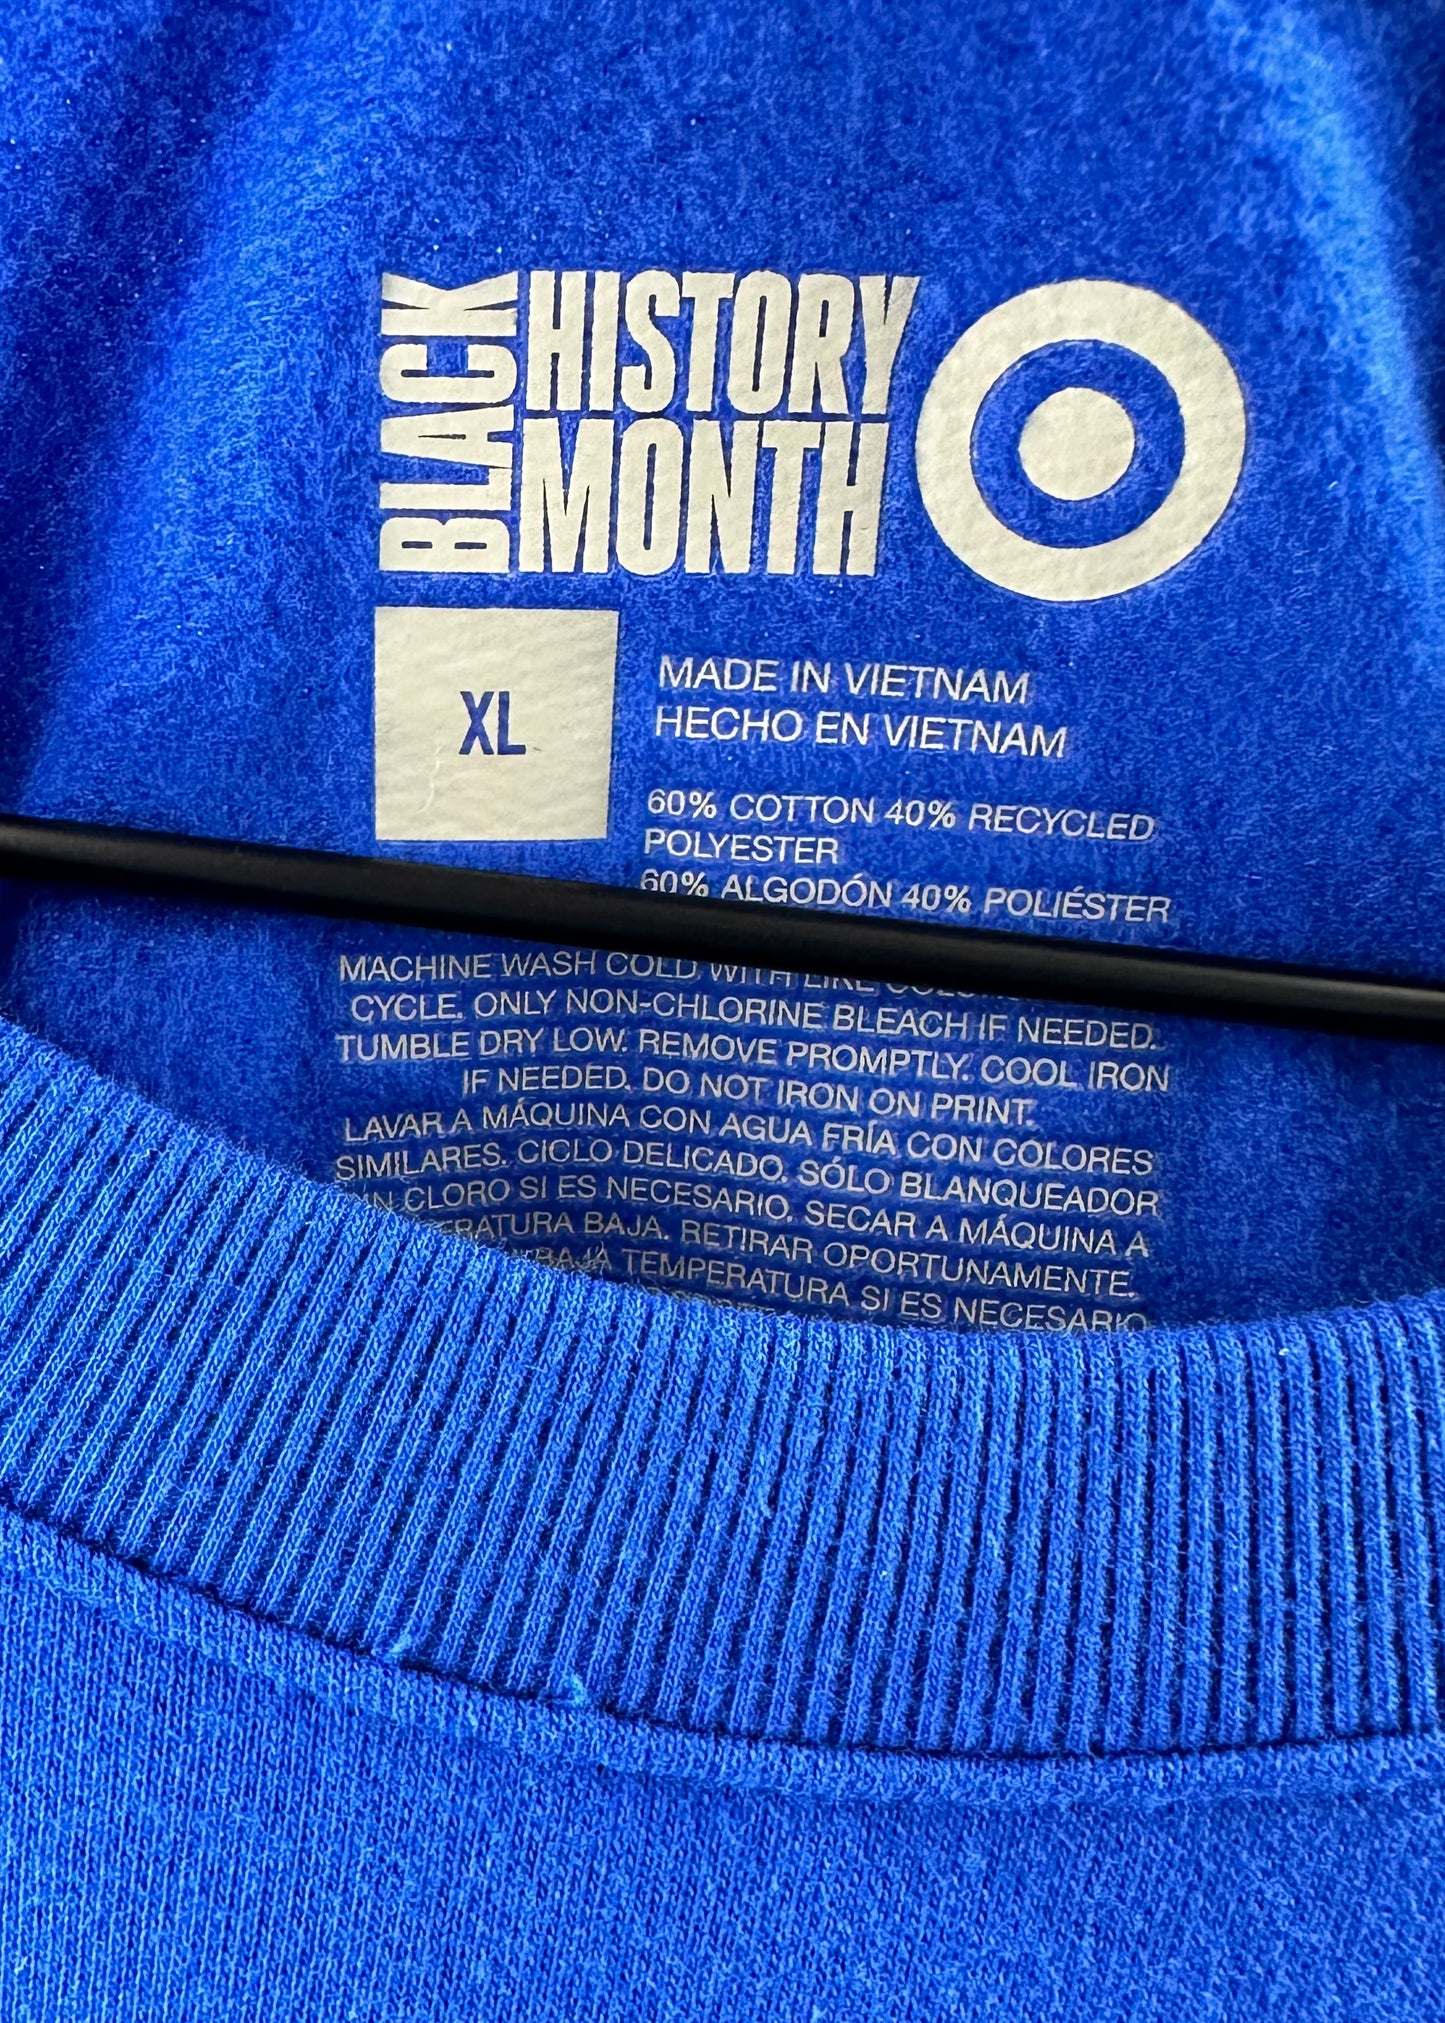 BLACK
HISTORY
MONTH
XL
MADE IN VIETNAM
HECHO EN VIETNAM
60% COTTON 40% RECYCLED
POLYESTER
60% ALGODÓN 40% POLIÉSTER
MACHINE WASH COLD WITH LIKE
CYCLE. ONLY NON-CHLORINE BLEACH IF NEEDED.
TUMBLE DRY LOW. REMOVE PROMPTLY. COOL IRON
IF NEEDED. DO NOT IRON ON PRINT.
LAVAR A MÁQUINA CON AGUA FRÍA CON COLORES
SIMILARES. CICLO DELICADO. SÓLO BLANQUEADOR
CLORO SI ES NECESARIO. SECAR A MÁQUINA A
BAJA. RETIRAR OPORTUNAMENTE.
BAJA TEMPERATURA SI ES NECESARIO